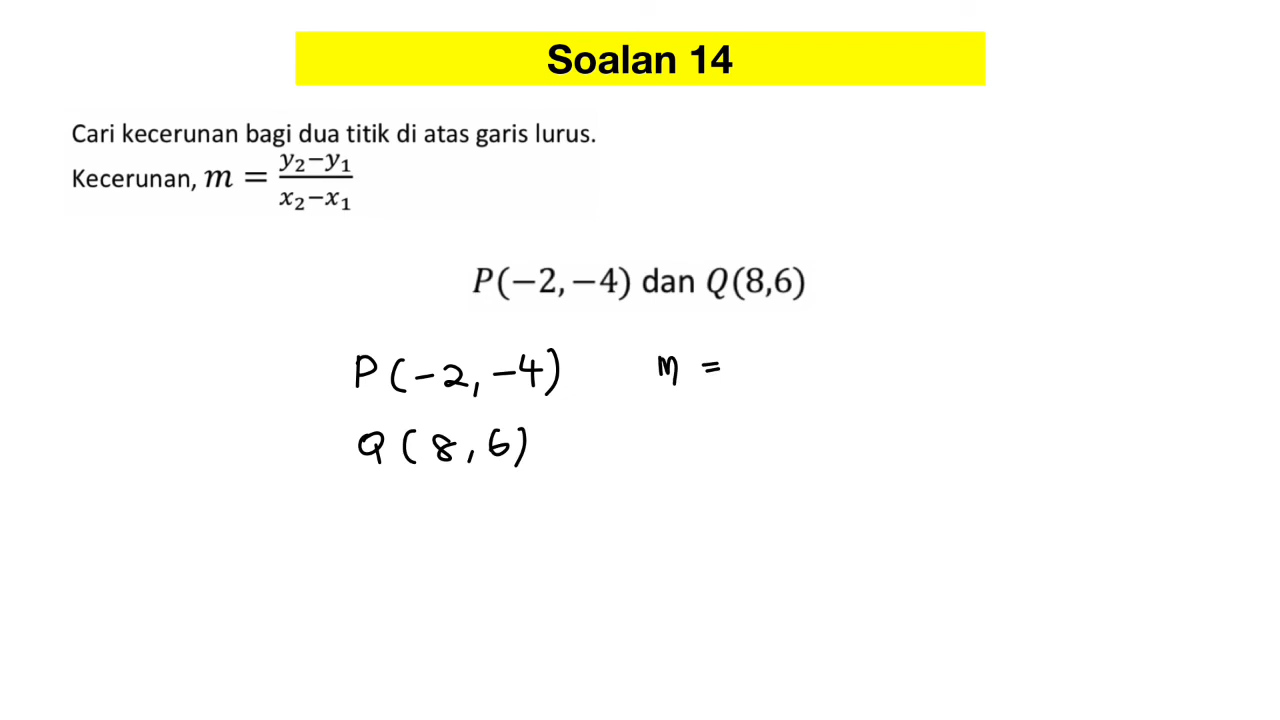 Soalan 14
Cari kecerunan bagi dua titik di atas garis lurus.
Kecerunan, m = y₂−y₁ / x₂−x₁
P(−2,−4) dan Q(8,6)
P(-2,-4) m =
Q(8,6)